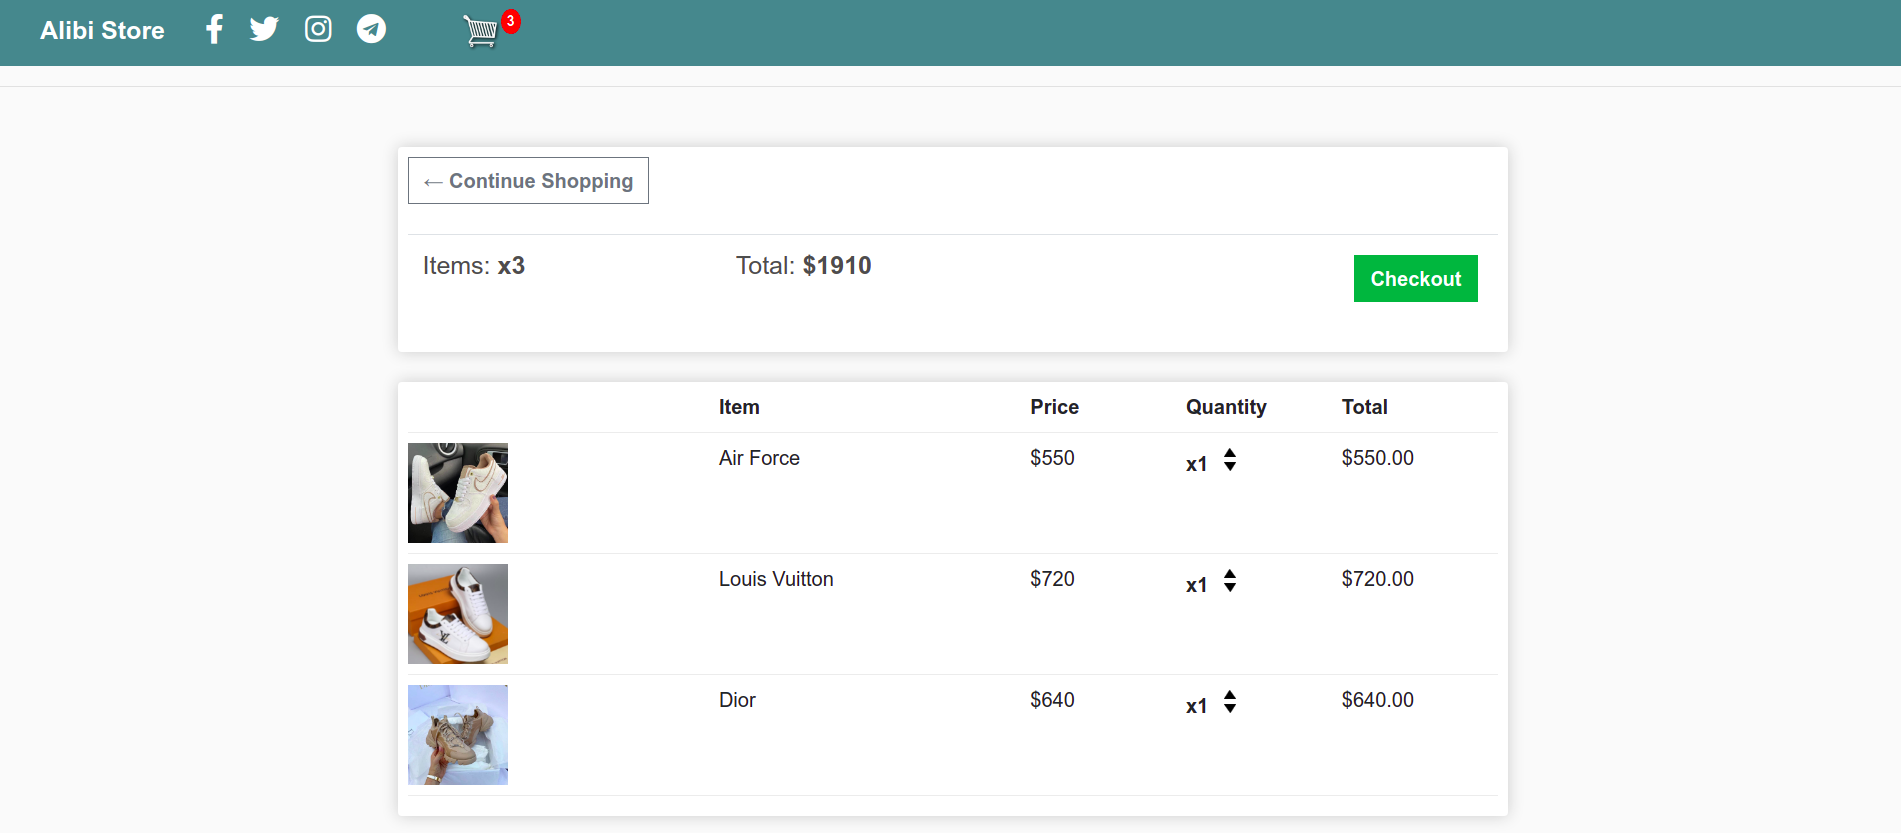 Alibi Store 3
← Continue Shopping
Items: x3 Total: $1910 Checkout
Item Price Quantity Total
Air Force $550 x1 $550.00
Louis Vuitton $720 x1 $720.00
Dior $640 x1 $640.00